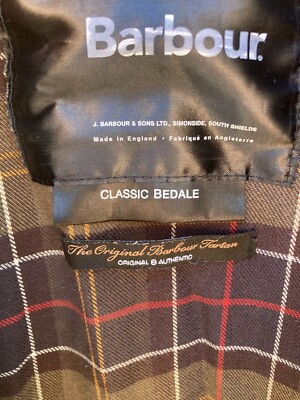 Barbour.
J. BARBOUR & SONS LTD., SIMONSIDE, SOUTH SHIELDS
Made in England • Fabriqué en Angleterre
CLASSIC BEDALE
The Original Barbour Tartan
ORIGINAL & AUTHENTIC